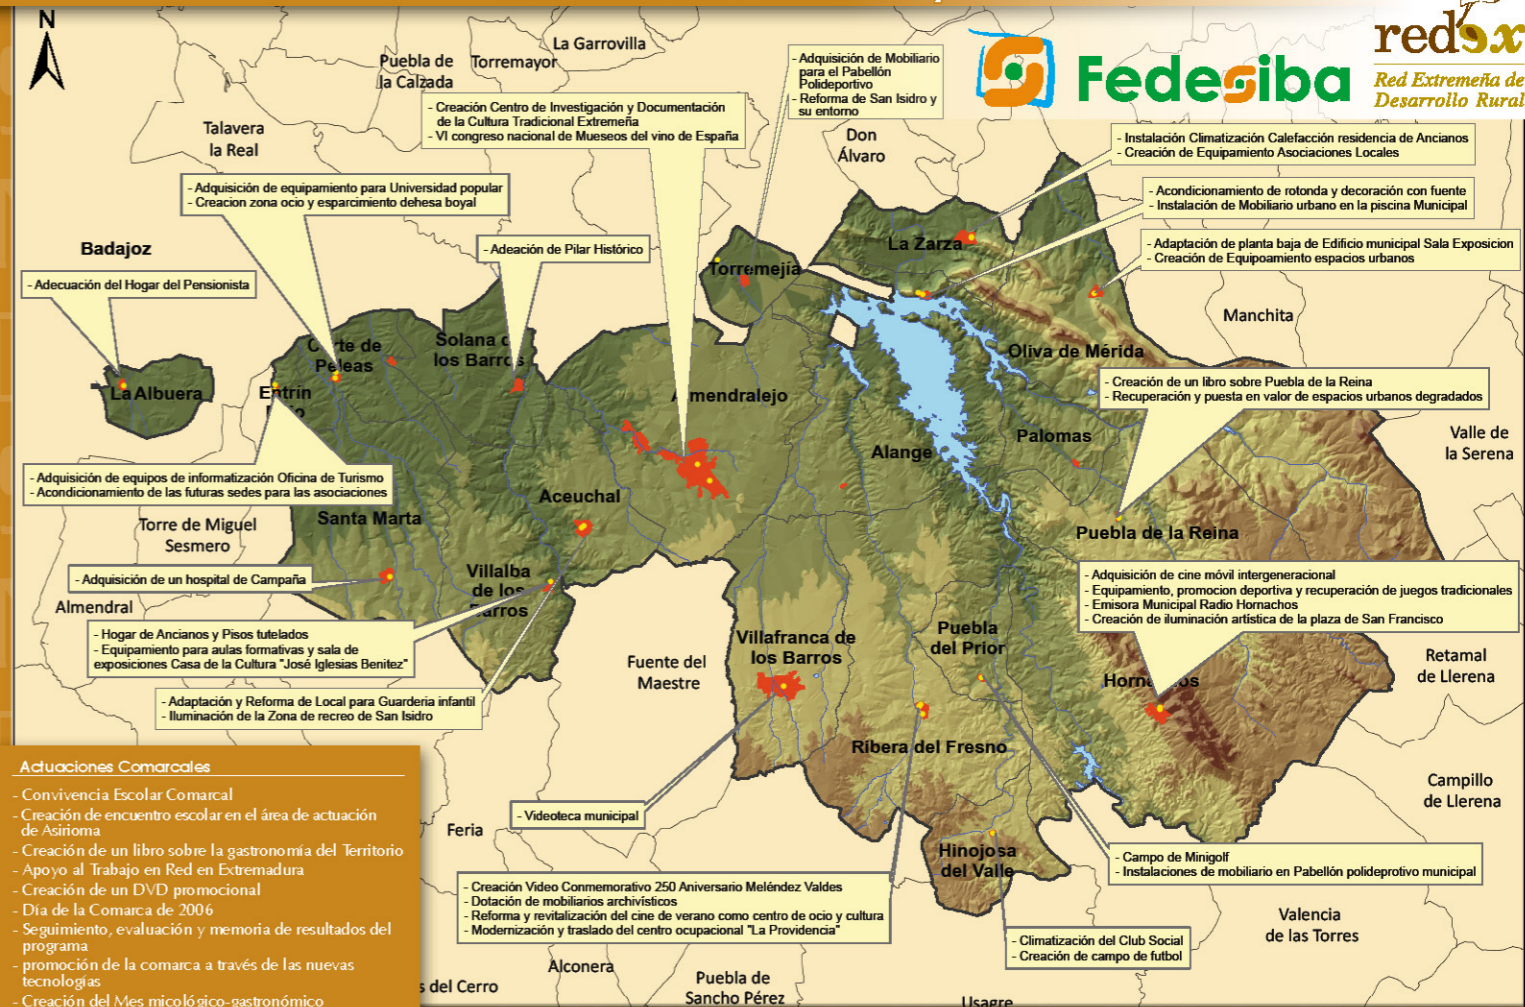 N
Fedesiba
redex
Red Extremeña de
Desarrollo Rural
La Garrovilla
Puebla de
la Calzada
Torremayor
Talavera
la Real
Don
Álvaro
Badajoz
Manchita
Valle de
la Serena
Torre de Miguel
Sesmero
Almendral
Fuente del
Maestre
Feria
Retamal
de Llerena
Campillo
de Llerena
Valencia
de las Torres
Alconera
s del Cerro
Puebla de
Sancho Pérez
Usagre
- Adquisición de Mobiliario
para el Pabellón
Polideportivo
- Reforma de San Isidro y
su entorno
- Creación Centro de Investigación y Documentación
de la Cultura Tradicional Extremeña
- VI congreso nacional de Mueseos del vino de España
- Instalación Climatización Calefacción residencia de Ancianos
- Creación de Equipamiento Asociaciones Locales
- Adquisición de equipamiento para Universidad popular
- Creacion zona ocio y esparcimiento dehesa boyal
- Acondicionamiento de rotonda y decoración con fuente
- Instalación de Mobiliario urbano en la piscina Municipal
- Adeación de Pilar Histórico
- Adaptación de planta baja de Edificio municipal Sala Exposicion
- Creación de Equipoamiento espacios urbanos
- Adecuación del Hogar del Pensionista
La Zarza
Torremejía
Corte de
Peleas
Solana d
los Barros
Oliva de Mérida
La Albuera
Entrín
Almendralejo
- Creación de un libro sobre Puebla de la Reina
- Recuperación y puesta en valor de espacios urbanos degradados
Palomas
Alange
- Adquisición de equipos de informatización Oficina de Turismo
- Acondicionamiento de las futuras sedes para las asociaciones
Aceuchal
Santa Marta
Puebla de la Reina
- Adquisición de un hospital de Campaña
Villalba
de los
Barros
- Adquisición de cine móvil intergeneracional
- Equipamiento, promocion deportiva y recuperación de juegos tradicionales
- Emisora Municipal Radio Hornachos
- Creación de iluminación artística de la plaza de San Francisco
- Hogar de Ancianos y Pisos tutelados
- Equipamiento para aulas formativas y sala de
exposiciones Casa de la Cultura "José Iglesias Benitez"
Villafranca de
los Barros
Puebla
del Prior
Hornachos
- Adaptación y Reforma de Local para Guarderia infantil
- Iluminación de la Zona de recreo de San Isidro
Ribera del Fresno
- Videoteca municipal
Hinojosa
del Valle
- Campo de Minigolf
- Instalaciones de mobiliario en Pabellón polideprotivo municipal
- Creación Video Conmemorativo 250 Aniversario Meléndez Valdes
- Dotación de mobiliarios archivísticos
- Reforma y revitalización del cine de verano como centro de ocio y cultura
- Modernización y traslado del centro ocupacional "La Providencia"
- Climatización del Club Social
- Creación de campo de futbol
Actuaciones Comarcales
- Convivencia Escolar Comarcal
- Creación de encuentro escolar en el área de actuación
de Asirioma
- Creación de un libro sobre la gastronomía del Territorio
- Apoyo al Trabajo en Red en Extremadura
- Creación de un DVD promocional
- Día de la Comarca de 2006
- Seguimiento, evaluación y memoria de resultados del
programa
- promoción de la comarca a través de las nuevas
tecnologías
- Creación del Mes micológico-gastronómico